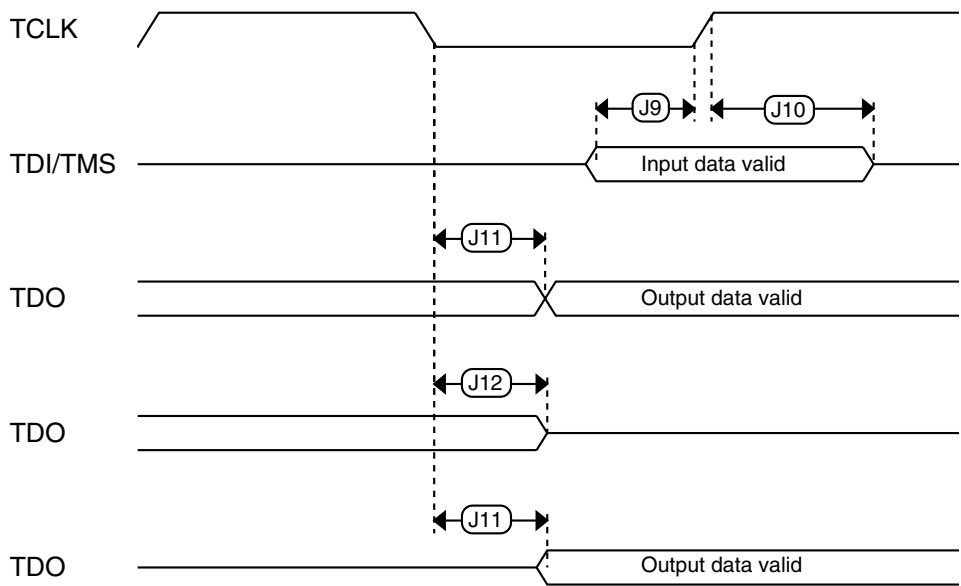 TCLK
J9
J10
TDI/TMS
Input data valid
J11
TDO
Output data valid
J12
TDO
J11
TDO
Output data valid